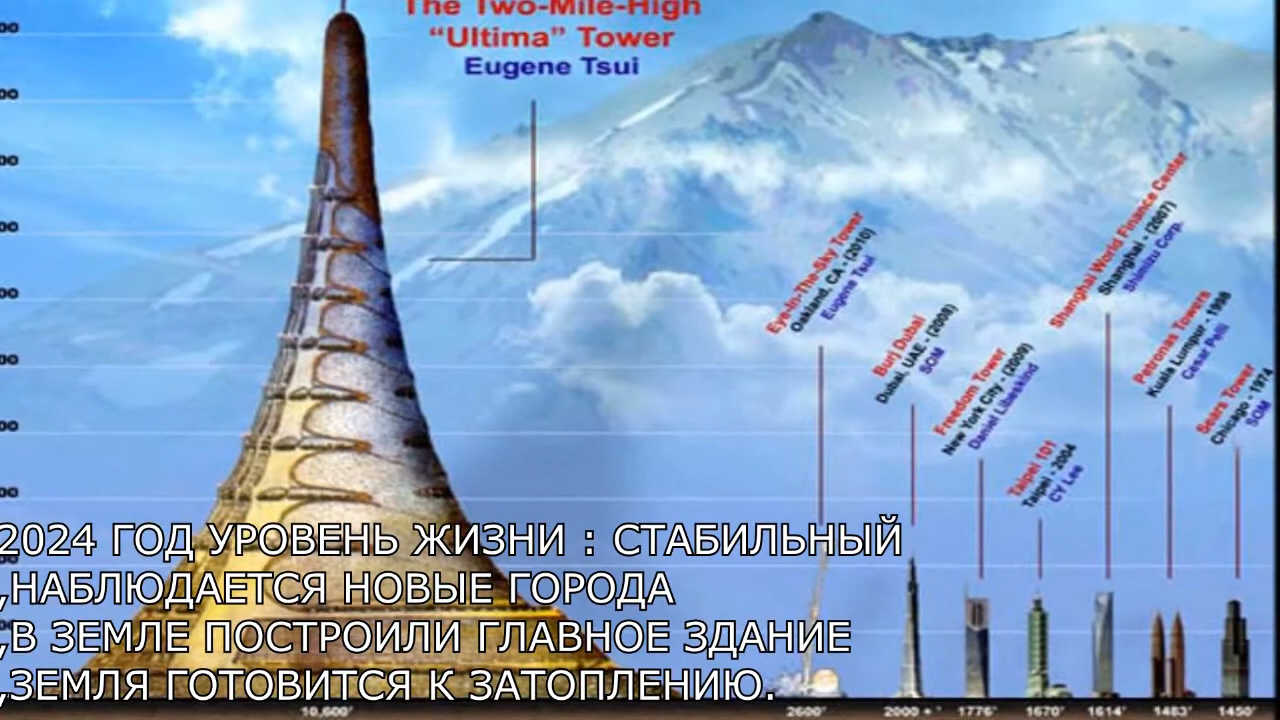 The Two-Mile-High
“Ultima” Tower
Eugene Tsui
Eye-In-The-Sky Tower
Oakland, CA - (2010)
Eugene Tsui
Burj Dubai
Dubai, UAE - (2008)
SOM
Freedom Tower
New York City - (2009)
Daniel Libeskind
Taipei 101
Taipei - 2004
CY Lee
Shanghai World Finance Center
Shanghai - (2007)
Shimizu Corp.
Petronas Towers
Kuala Lumpur - 1998
Cesar Peli
Sears Tower
Chicago - 1974
SOM
2024 ГОД УРОВЕНЬ ЖИЗНИ : СТАБИЛЬНЫЙ
,НАБЛЮДАЕТСЯ НОВЫЕ ГОРОДА
,В ЗЕМЛЕ ПОСТРОИЛИ ГЛАВНОЕ ЗДАНИЕ
,ЗЕМЛЯ ГОТОВИТСЯ К ЗАТОПЛЕНИЮ.
10,600' 2600' 2000 + ' 1776' 1670' 1614' 1483' 1450'